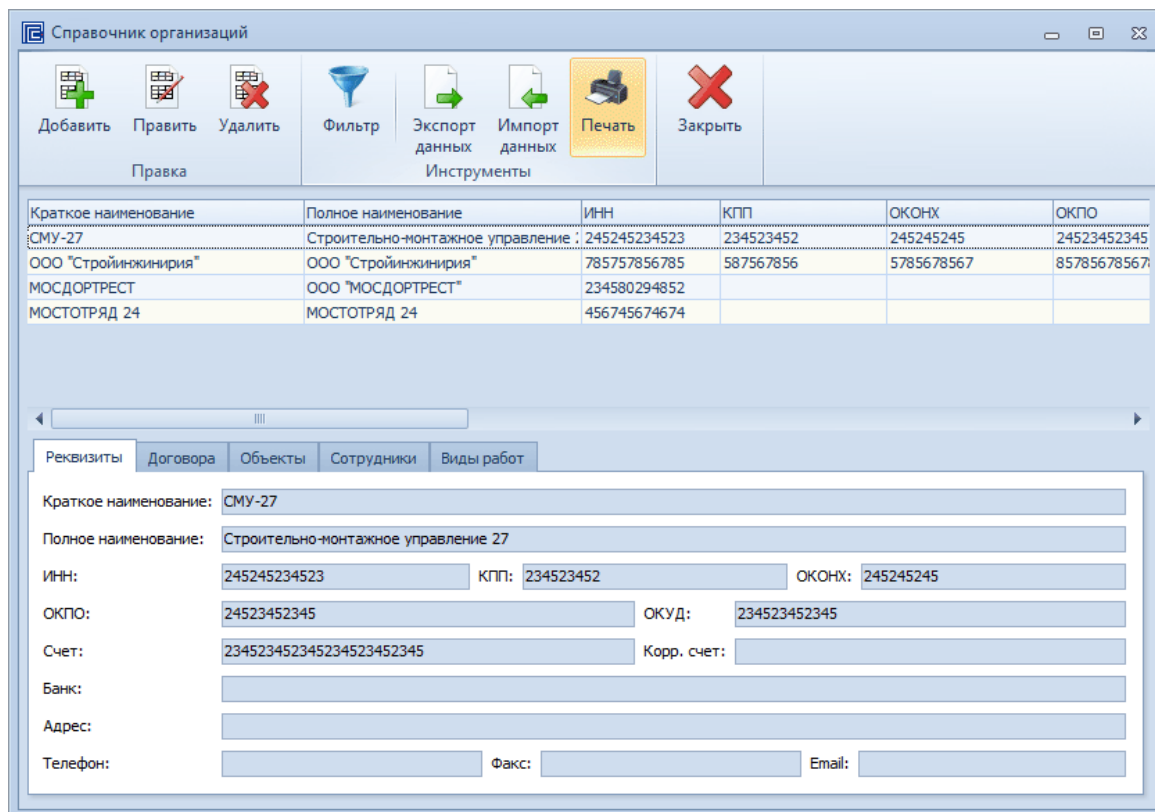 Справочник организаций
Добавить Править Удалить Фильтр Экспорт данных Импорт данных Печать Закрыть
Правка Инструменты
Краткое наименование Полное наименование ИНН КПП ОКОНХ ОКПО
СМУ-27 Строительно-монтажное управление 245245234523 234523452 245245245 24523452345
ООО "Стройинжинирия" ООО "Стройинжинирия" 785757856785 587567856 5785678567 8578567856
МОСДОРТРЕСТ ООО "МОСДОРТРЕСТ" 234580294852
МОСТОТРЯД 24 МОСТОТРЯД 24 456745674674
Реквизиты Договора Объекты Сотрудники Виды работ
Краткое наименование: СМУ-27
Полное наименование: Строительно-монтажное управление 27
ИНН: 245245234523 КПП: 234523452 ОКОНХ: 245245245
ОКПО: 24523452345 ОКУД: 234523452345
Счет: 234523452345234523452345 Корр. счет:
Банк:
Адрес:
Телефон: Факс: Email: